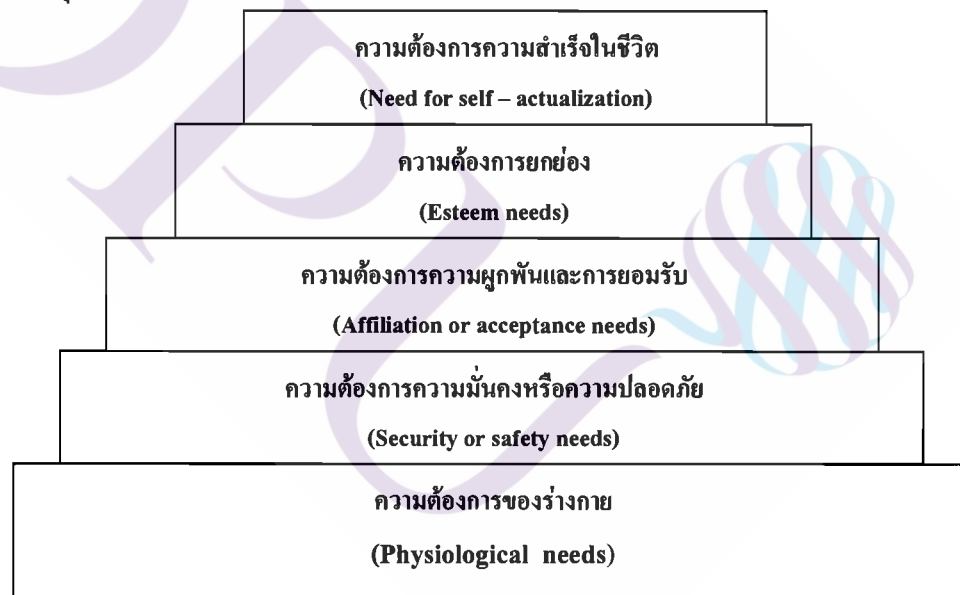 ความต้องการความสำเร็จในชีวิต
(Need for self – actualization)
ความต้องการยกย่อง
(Esteem needs)
ความต้องการความผูกพันและการยอมรับ
(Affiliation or acceptance needs)
ความต้องการความมั่นคงหรือความปลอดภัย
(Security or safety needs)
ความต้องการของร่างกาย
(Physiological needs)